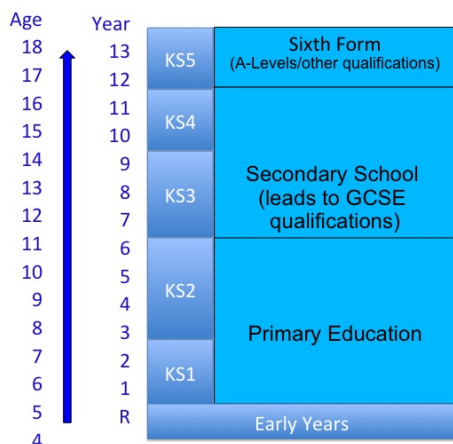 Age
18
17
16
15
14
13
12
11
10
9
8
7
6
5
4
Year
13
12
11
10
9
8
7
6
5
4
3
2
1
R
KS5
KS4
KS3
KS2
KS1
Sixth Form
(A-Levels/other qualifications)
Secondary School
(leads to GCSE
qualifications)
Primary Education
Early Years